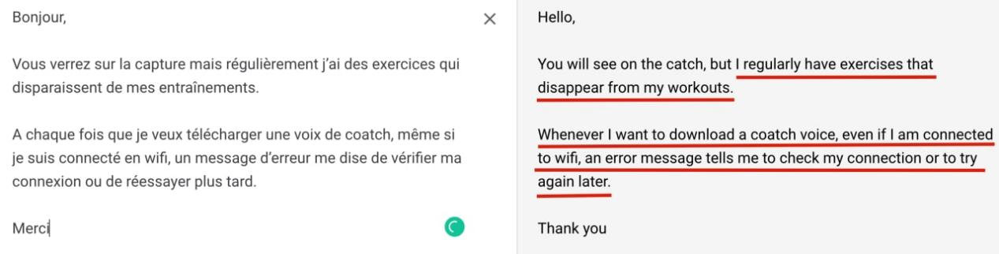 Bonjour,
Vous verrez sur la capture mais régulièrement j’ai des exercices qui
disparaissent de mes entraînements.
A chaque fois que je veux télécharger une voix de coatch, même si
je suis connecté en wifi, un message d’erreur me dise de vérifier ma
connexion ou de réessayer plus tard.
Merci
Hello,
You will see on the catch, but I regularly have exercises that
disappear from my workouts.
Whenever I want to download a coatch voice, even if I am connected
to wifi, an error message tells me to check my connection or to try
again later.
Thank you